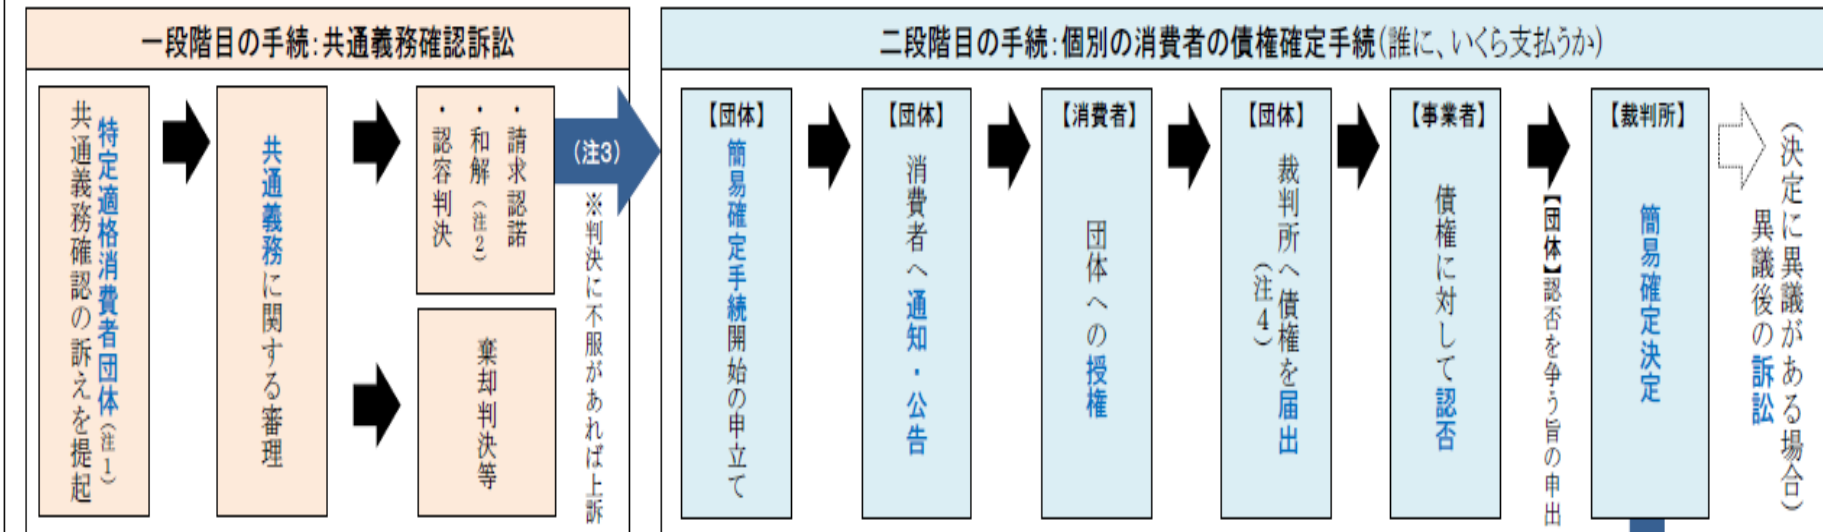 一段階目の手続：共通義務確認訴訟
特定適格消費者団体（注１）
共通義務確認の訴えを提起
共通義務に関する審理
・請求認諾
・和解（注２）
・認容判決
棄却判決等
（注３）
※判決に不服があれば上訴
二段階目の手続：個別の消費者の債権確定手続（誰に、いくら支払うか）
【団体】
簡易確定手続開始の申立て
【団体】
消費者へ通知・公告
【消費者】
団体への授権
【団体】
裁判所へ債権を届出
（注４）
【事業者】
債権に対して認否
【団体】認否を争う旨の申出
【裁判所】
簡易確定決定
（決定に異議がある場合）
異議後の訴訟